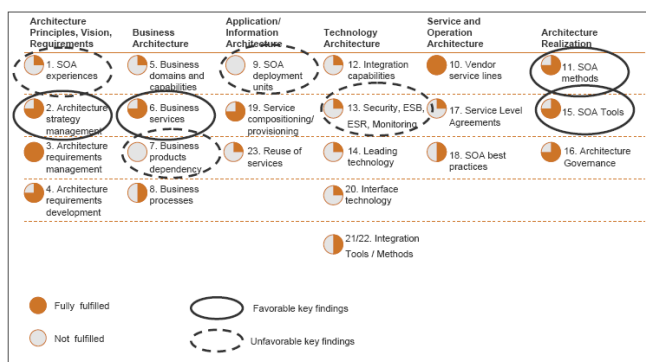 Architecture
Principles, Vision,
Requirements
Business
Architecture
Application/
Information
Architecture
Technology
Architecture
Service and
Operation
Architecture
Architecture
Realization
1. SOA
experiences
5. Business
domains and
capabilities
9. SOA
deployment
units
12. Integration
capabilities
10. Vendor
service lines
11. SOA
methods
2. Architecture
strategy
management
6. Business
services
19. Service
compositioning/
provisioning
13. Security, ESB,
ESR, Monitoring
17. Service Level
Agreements
15. SOA Tools
3. Architecture
requirements
management
7. Business
products
dependency
23. Reuse of
services
14. Leading
technology
18. SOA best
practices
16. Architecture
Governance
4. Architecture
requirements
development
8. Business
processes
20. Interface
technology
21/22. Integration
Tools / Methods
Fully fulfilled
Favorable key findings
Not fulfilled
Unfavorable key findings